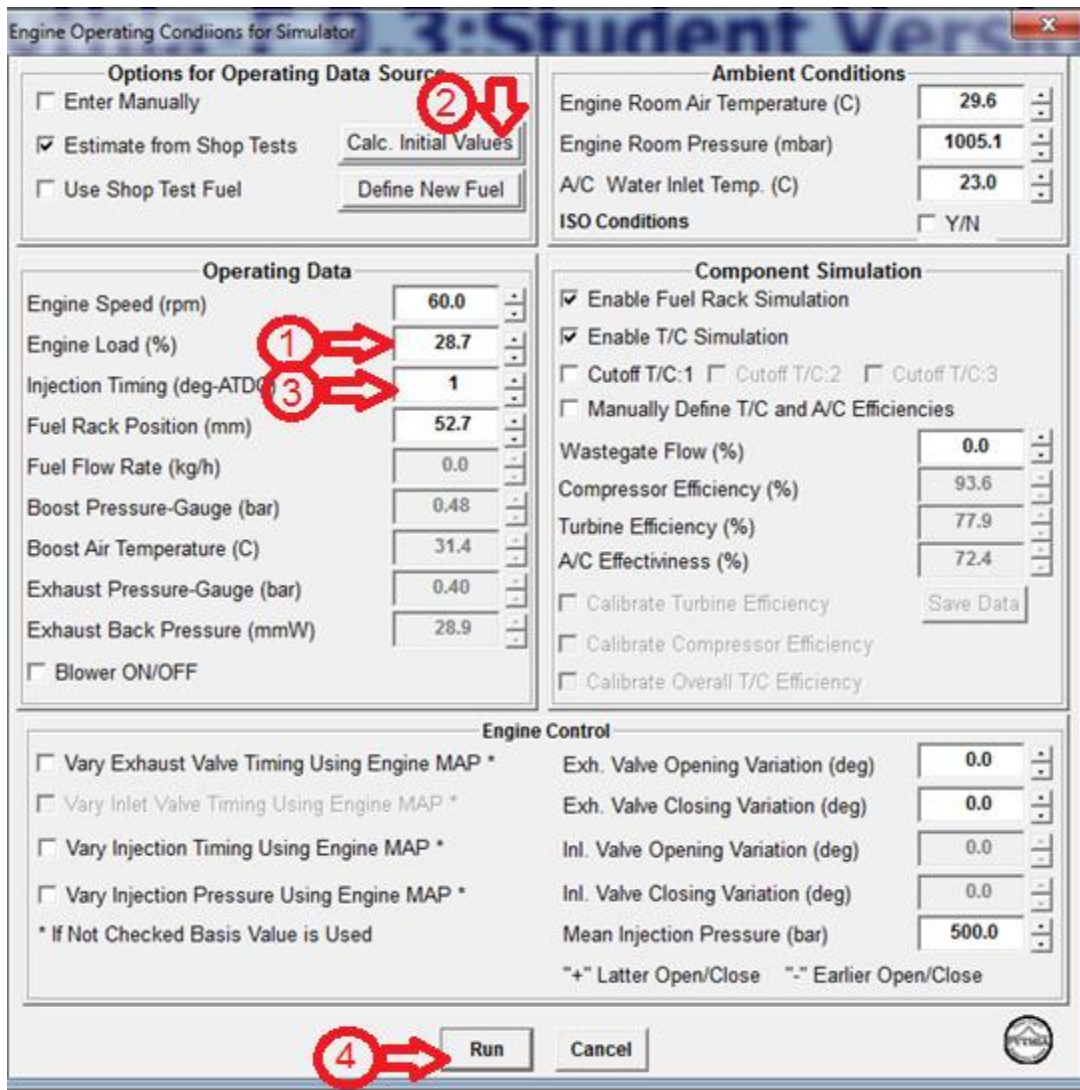 Engine Operating Condiions for Simulator
.3:Student Versi
Options for Operating Data Source
Enter Manually
2
Estimate from Shop Tests
Calc. Initial Values
Use Shop Test Fuel
Define New Fuel
Ambient Conditions
Engine Room Air Temperature (C) 29.6
Engine Room Pressure (mbar) 1005.1
A/C Water Inlet Temp. (C) 23.0
ISO Conditions Y/N
Operating Data
Engine Speed (rpm) 60.0
Engine Load (%) 1 28.7
Injection Timing (deg-ATDC) 3 1
Fuel Rack Position (mm) 52.7
Fuel Flow Rate (kg/h) 0.0
Boost Pressure-Gauge (bar) 0.48
Boost Air Temperature (C) 31.4
Exhaust Pressure-Gauge (bar) 0.40
Exhaust Back Pressure (mmW) 28.9
Blower ON/OFF
Component Simulation
Enable Fuel Rack Simulation
Enable T/C Simulation
Cutoff T/C:1 Cutoff T/C:2 Cutoff T/C:3
Manually Define T/C and A/C Efficiencies
Wastegate Flow (%) 0.0
Compressor Efficiency (%) 93.6
Turbine Efficiency (%) 77.9
A/C Effectiviness (%) 72.4
Calibrate Turbine Efficiency Save Data
Calibrate Compressor Efficiency
Calibrate Overall T/C Efficiency
Engine Control
Vary Exhaust Valve Timing Using Engine MAP *
Vary Inlet Valve Timing Using Engine MAP *
Vary Injection Timing Using Engine MAP *
Vary Injection Pressure Using Engine MAP *
* If Not Checked Basis Value is Used
Exh. Valve Opening Variation (deg) 0.0
Exh. Valve Closing Variation (deg) 0.0
Inl. Valve Opening Variation (deg) 0.0
Inl. Valve Closing Variation (deg) 0.0
Mean Injection Pressure (bar) 500.0
"+" Latter Open/Close "-" Earlier Open/Close
4 Run Cancel